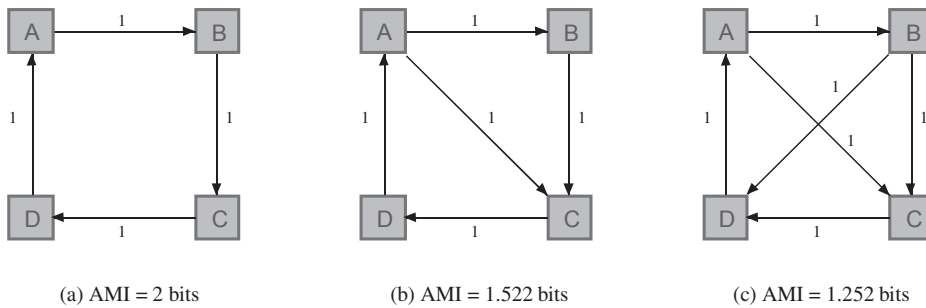 1
A
B
1
1
D
C
1
(a) AMI = 2 bits
1
A
B
1
1
1
D
C
1
(b) AMI = 1.522 bits
1
A
B
1
1
1
1
D
C
1
(c) AMI = 1.252 bits